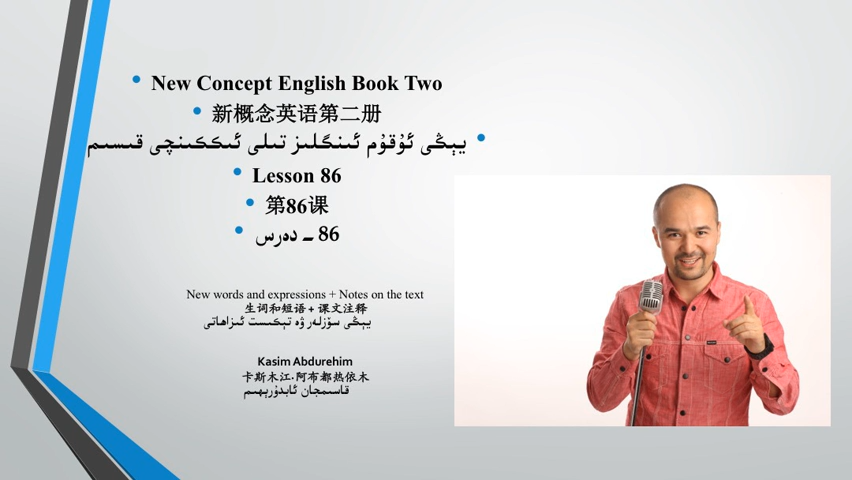 New Concept English Book Two
新概念英语第二册
يېڭى ئۇقۇم ئىنگلىز تىلى ئىككىنچى قىسىم
Lesson 86
第86课
86 ـ دەرس
New words and expressions + Notes on the text
生词和短语 + 课文注释
يېڭى سۆزلەر ۋە تېكىست ئىزاھاتى
Kasim Abdurehim
卡斯木江·阿布都热依木
قاسىمجان ئابدۇرېھىم